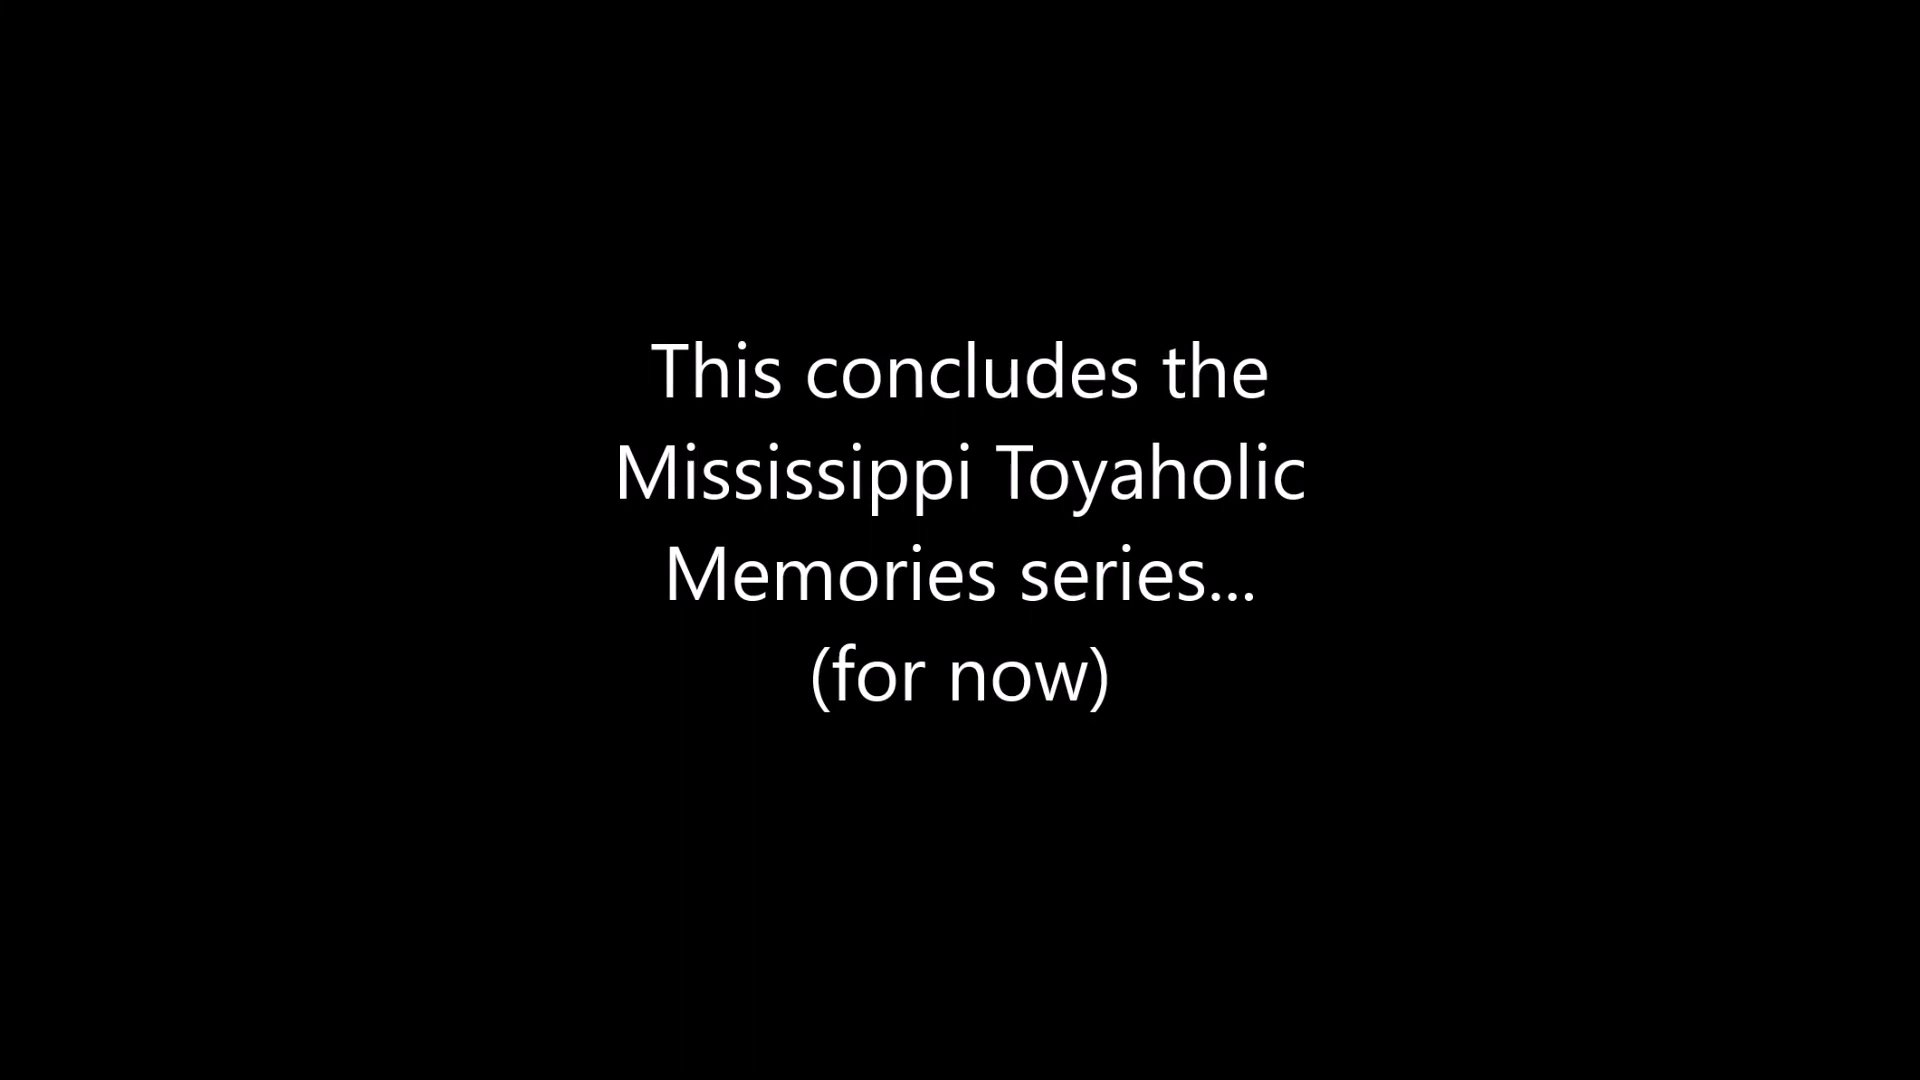 This concludes the
Mississippi Toyaholic
Memories series...
(for now)